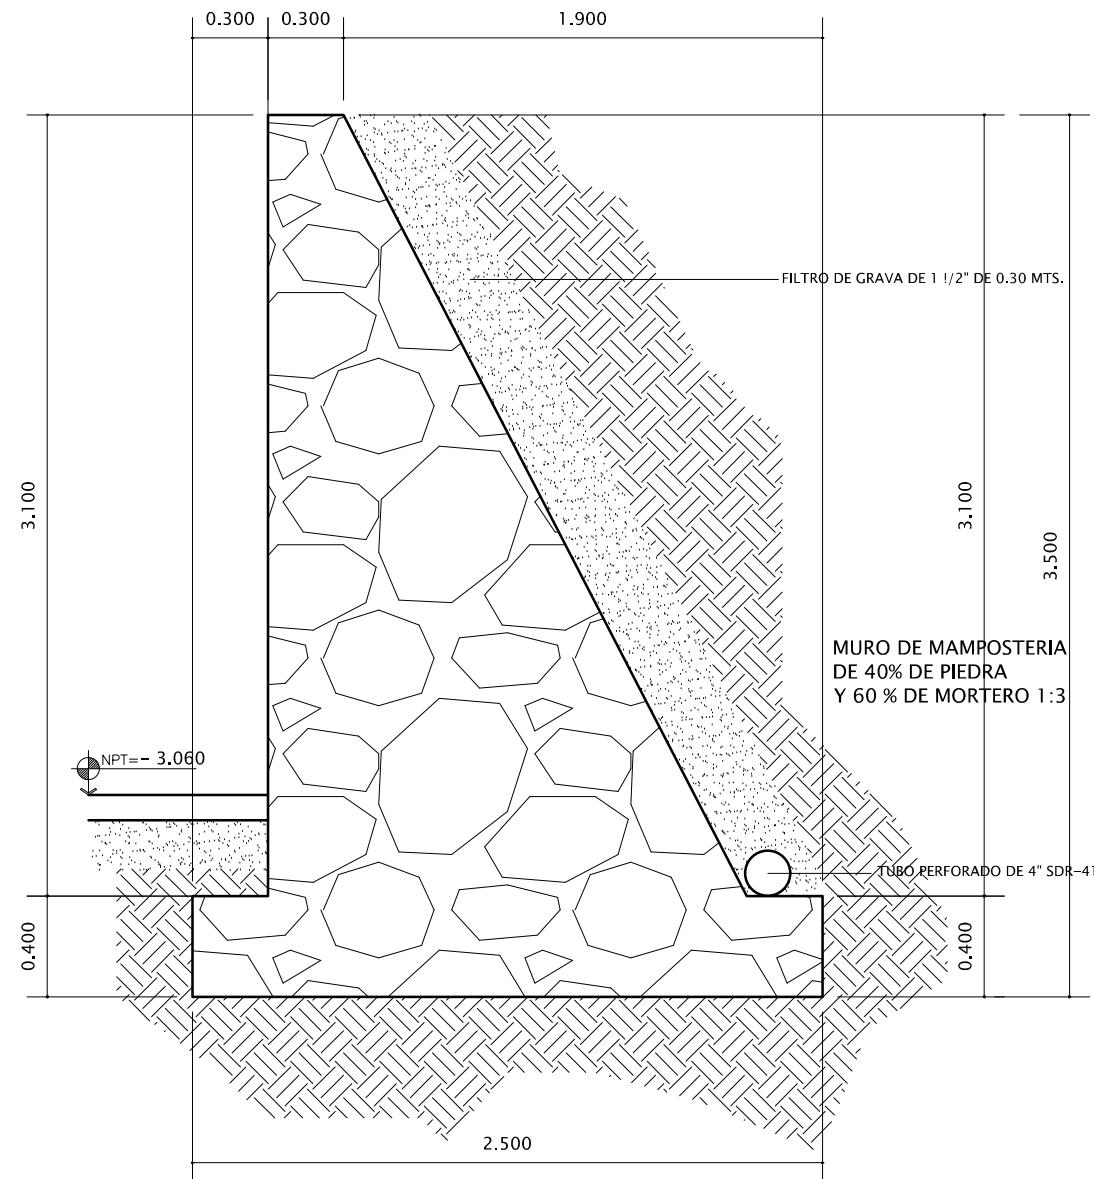 0.300
0.300
1.900
FILTRO DE GRAVA DE 1 !/2" DE 0.30 MTS.
3.100
3.100
3.500
MURO DE MAMPOSTERIA
DE 40% DE PIEDRA
Y 60 % DE MORTERO 1:3
NPT=- 3.060
TUBO PERFORADO DE 4" SDR-41
0.400
0.400
2.500